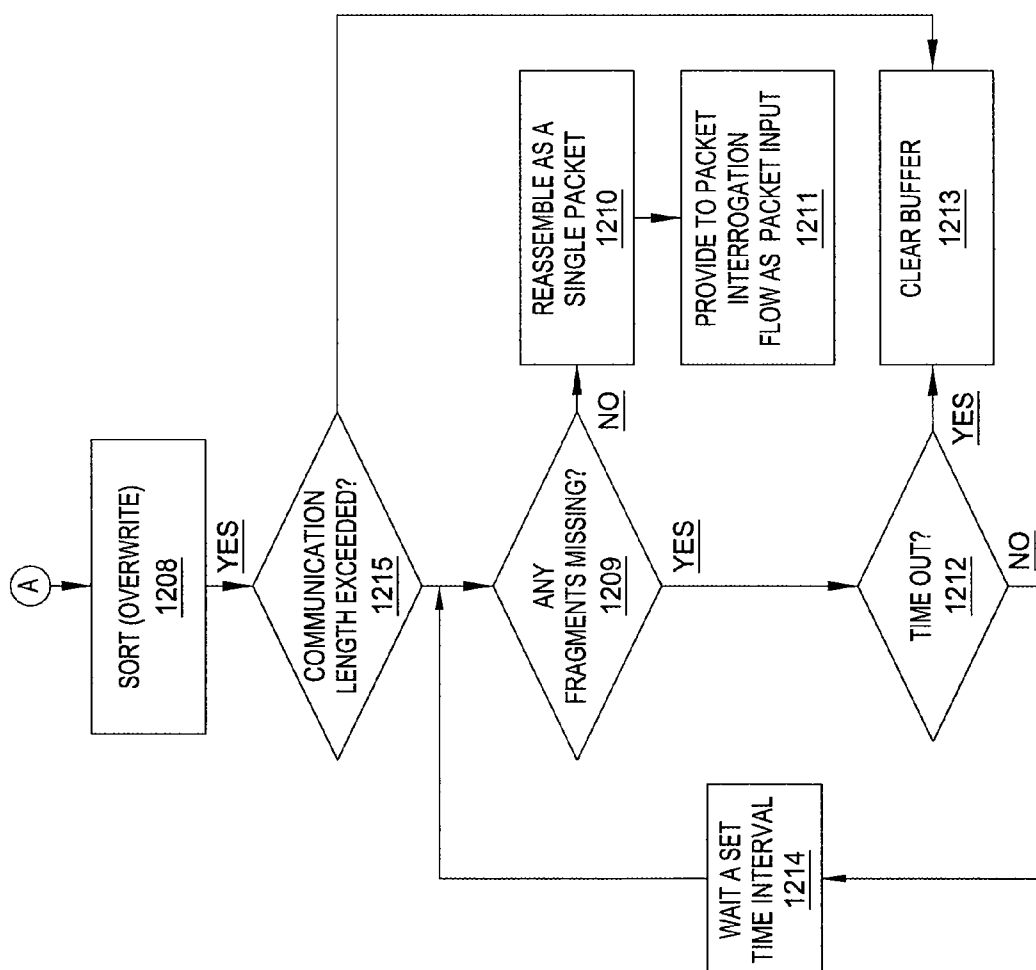 A
SORT (OVERWRITE)
1208
YES
COMMUNICATION
LENGTH EXCEEDED?
1215
ANY
FRAGMENTS MISSING?
1209
NO
REASSEMBLE AS A
SINGLE PACKET
1210
PROVIDE TO PACKET
INTERROGATION
FLOW AS PACKET INPUT
1211
YES
TIME OUT?
1212
YES
CLEAR BUFFER
1213
NO
WAIT A SET
TIME INTERVAL
1214